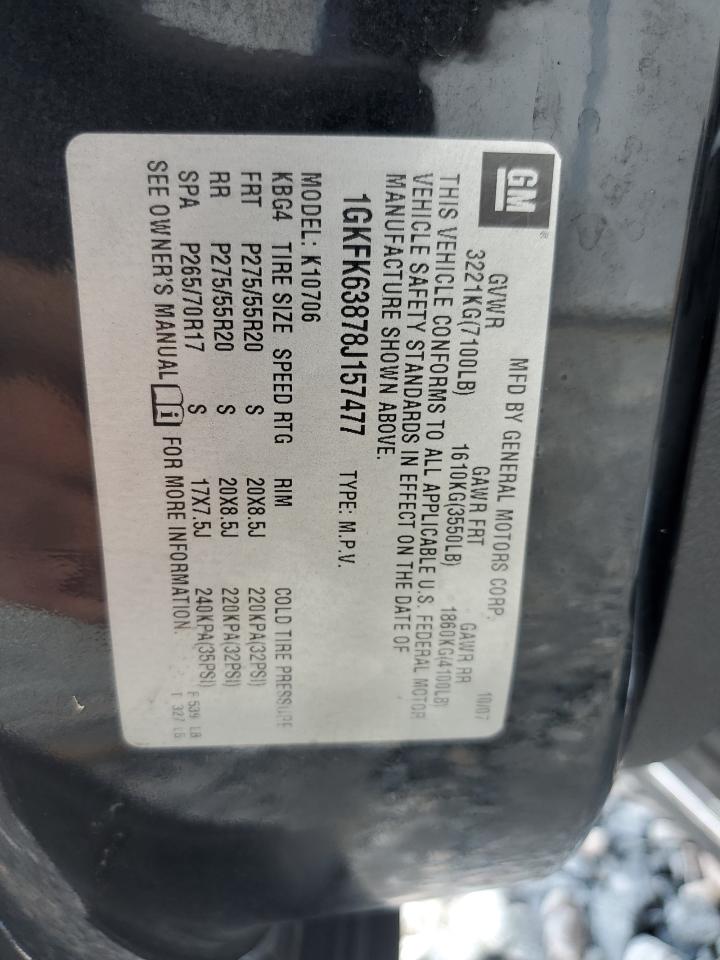 GM
MFD BY GENERAL MOTORS CORP. 10/07
GVWR GAWR FRT GAWR RR
3221KG(7100LB) 1610KG(3550LB) 1860KG(4100LB)
THIS VEHICLE CONFORMS TO ALL APPLICABLE U.S. FEDERAL MOTOR
VEHICLE SAFETY STANDARDS IN EFFECT ON THE DATE OF
MANUFACTURE SHOWN ABOVE.
1GKFK63878J157477 TYPE: M.P.V.
MODEL: K10706
KBG4 TIRE SIZE SPEED RTG RIM COLD TIRE PRESSURE
FRT P275/55R20 S 20X8.5J 220KPA(32PSI)
RR P275/55R20 S 20X8.5J 220KPA(32PSI)
SPA P265/70R17 S 17X7.5J 240KPA(35PSI)
SEE OWNER'S MANUAL FOR MORE INFORMATION.
F 539 LB
T 327 LB